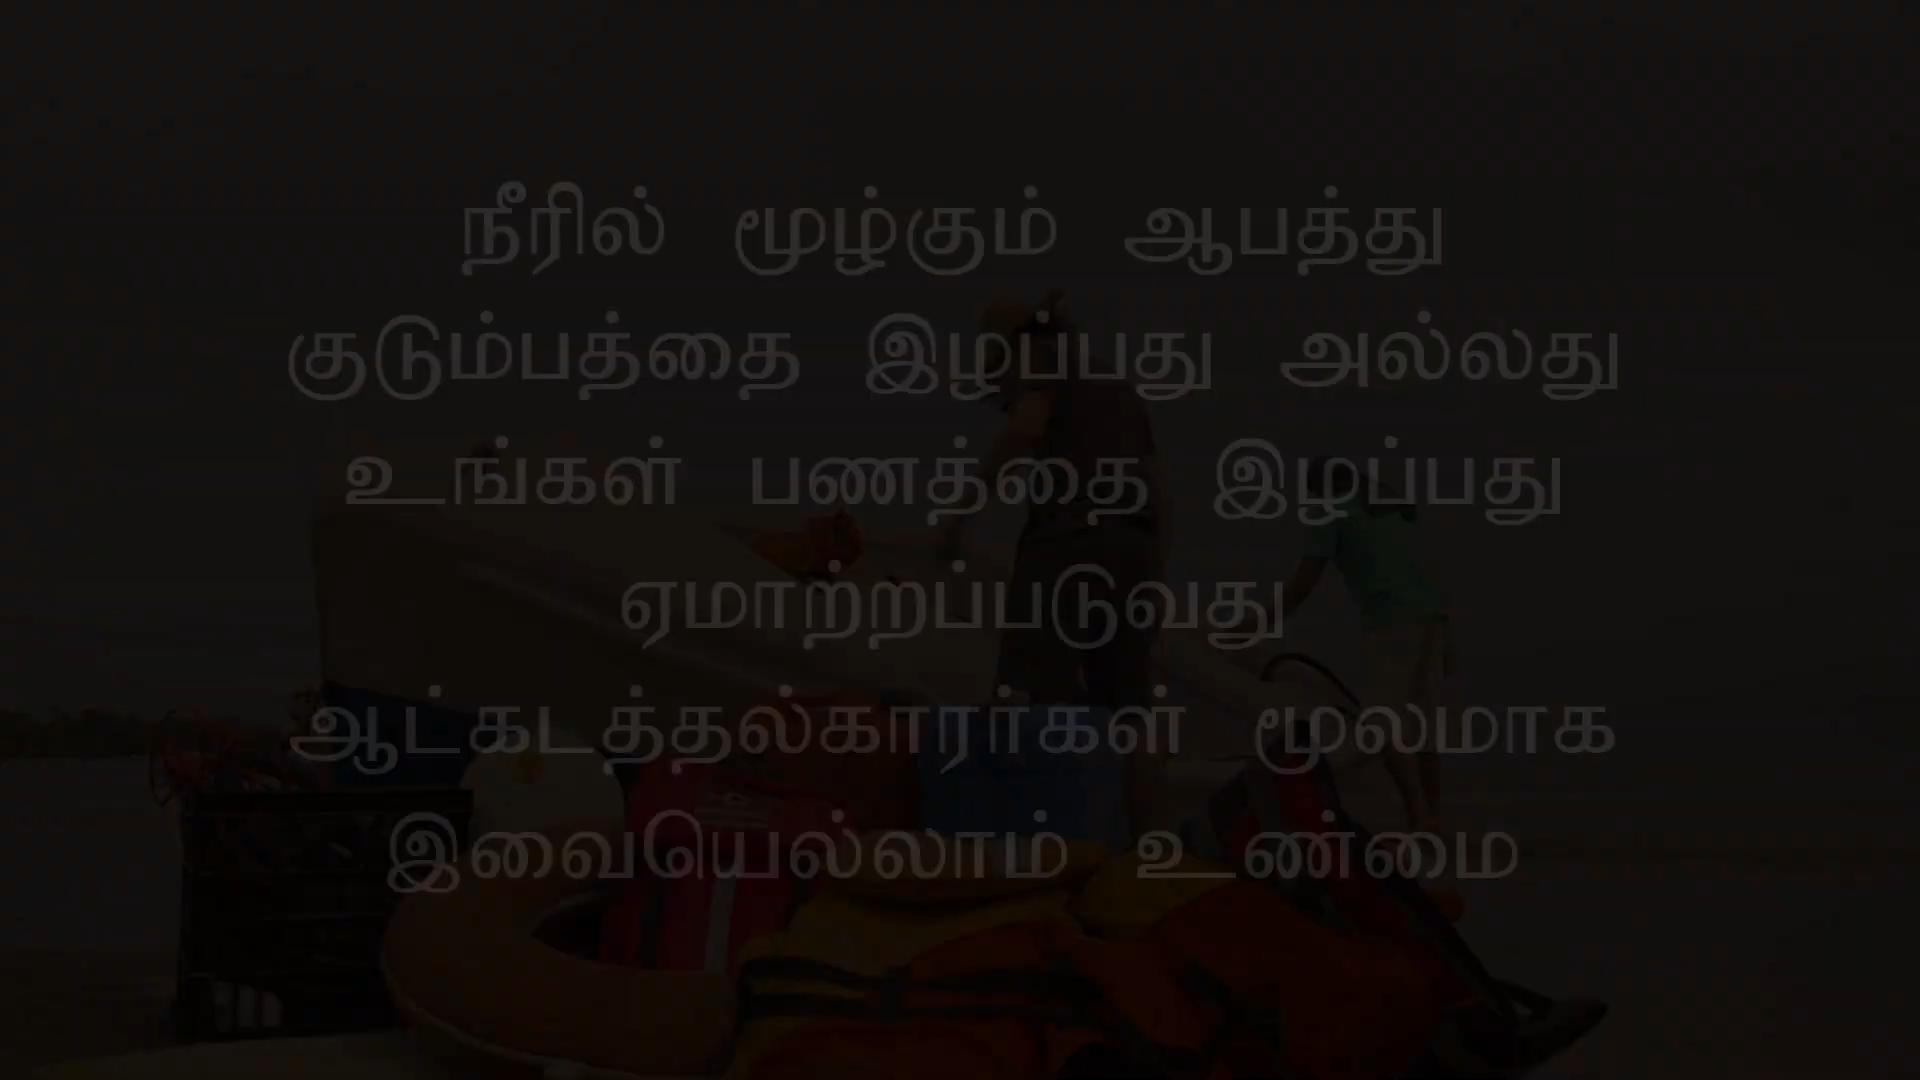 நீரில் மூழ்கும் ஆபத்து
குடும்பத்தை இழப்பது அல்லது
உங்கள் பணத்தை இழப்பது
ஏமாற்றப்படுவது
ஆட்கடத்தல்காரர்கள் மூலமாக
இவையெல்லாம் உண்மை